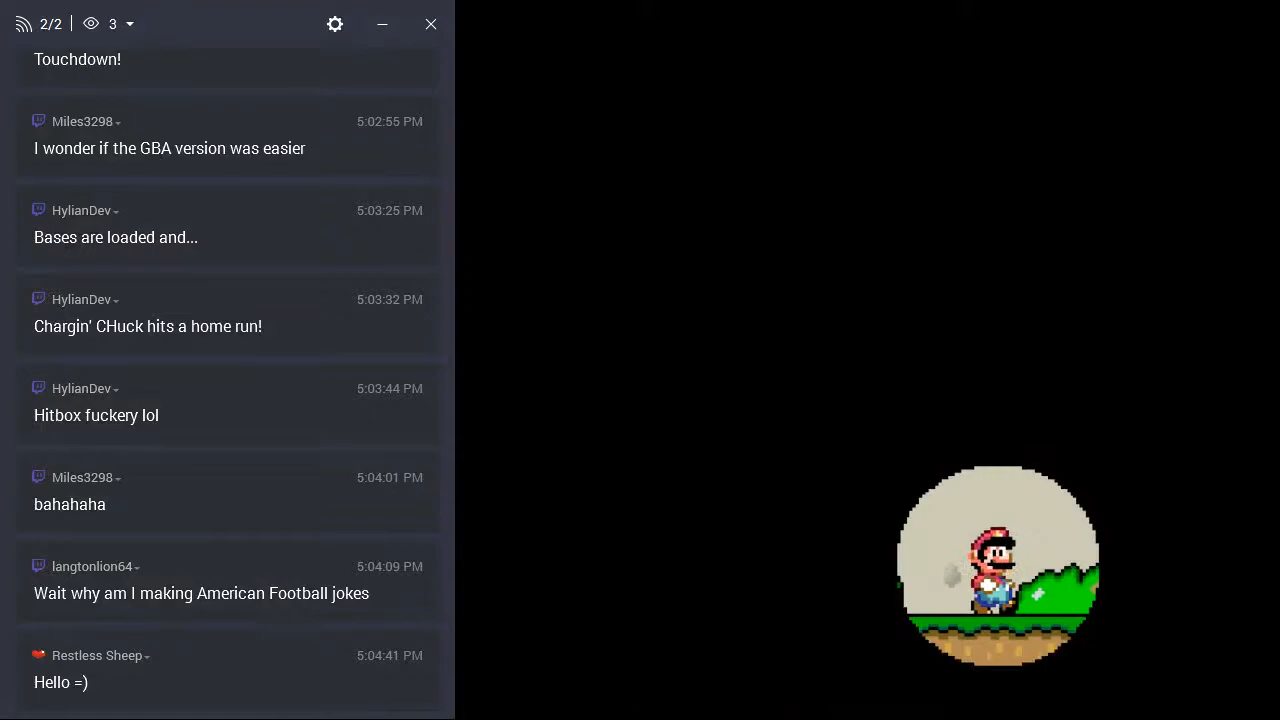 2/2 3
Touchdown!
Miles3298 5:02:55 PM
I wonder if the GBA version was easier
HylianDev 5:03:25 PM
Bases are loaded and...
HylianDev 5:03:32 PM
Chargin' CHuck hits a home run!
HylianDev 5:03:44 PM
Hitbox fuckery lol
Miles3298 5:04:01 PM
bahahaha
langtonlion64 5:04:09 PM
Wait why am I making American Football jokes
Restless Sheep 5:04:41 PM
Hello =)